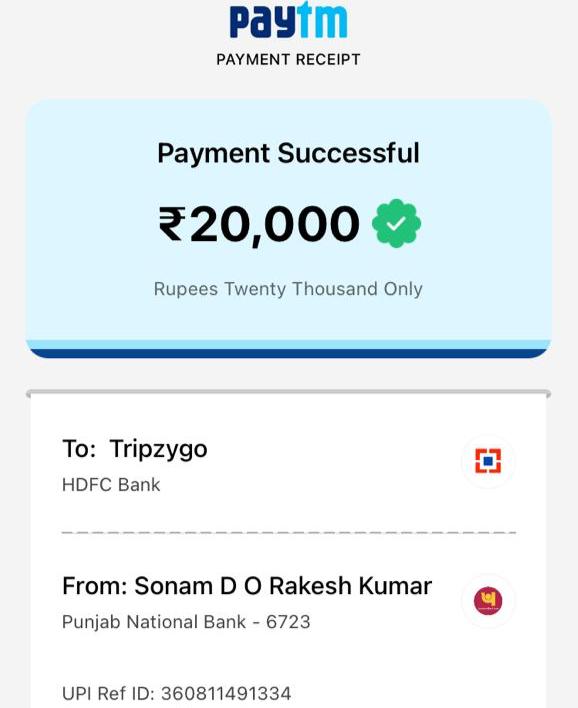 paytm
PAYMENT RECEIPT
Payment Successful
₹20,000
Rupees Twenty Thousand Only
To: Tripzygo
HDFC Bank
From: Sonam D O Rakesh Kumar
Punjab National Bank - 6723
UPI Ref ID: 360811491334